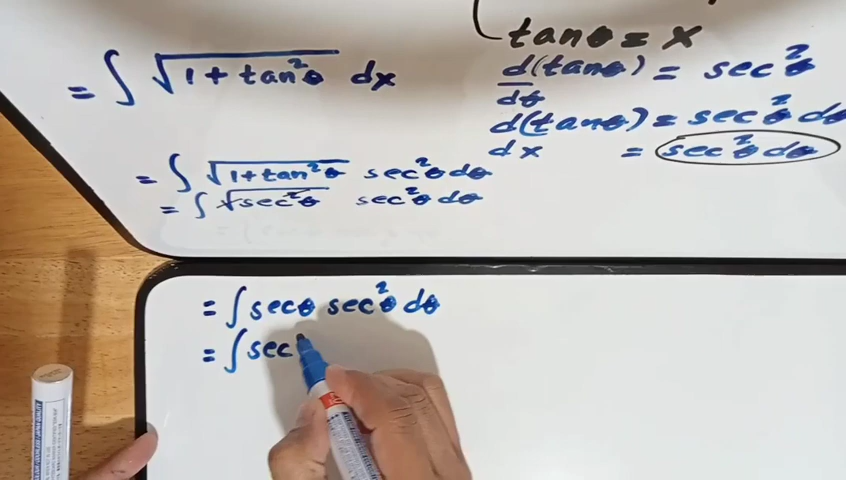 tanθ = x
= ∫ √(1 + tan²θ) dx
d(tanθ)/dθ = sec²θ
d(tanθ) = sec²θ dθ
dx = sec²θ dθ
= ∫ √(1+tan²θ) sec²θ dθ
= ∫ √(sec²θ) sec²θ dθ
= ∫ secθ sec²θ dθ
= ∫ sec